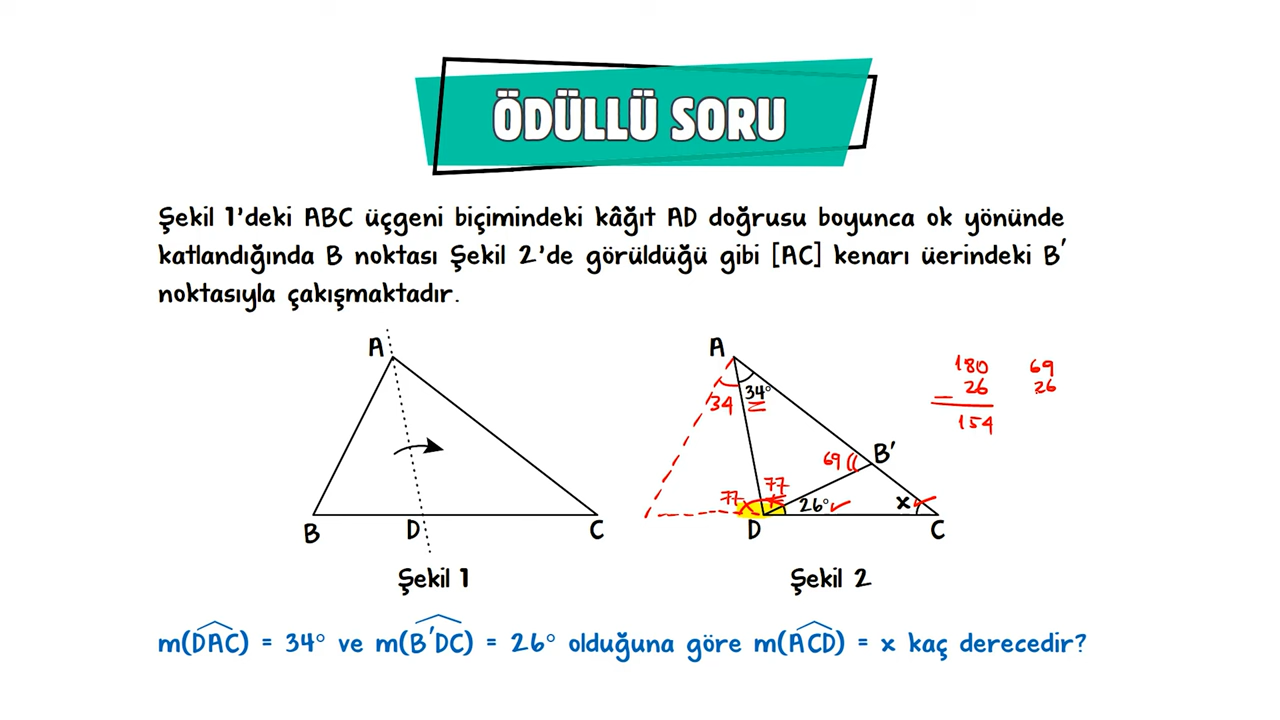 ÖDÜLLÜ SORU
Şekil 1'deki ABC üçgeni biçimindeki kâğıt AD doğrusu boyunca ok yönünde
katlandığında B noktası Şekil 2'de görüldüğü gibi [AC] kenarı üerindeki B'
noktasıyla çakışmaktadır.
A
B
D
C
Şekil 1
A
34
34°
69
B'
77
77
26°
x
D
C
Şekil 2
180
- 26
154
69
26
m(DAC) = 34° ve m(B'DC) = 26° olduğuna göre m(ACD) = x kaç derecedir?